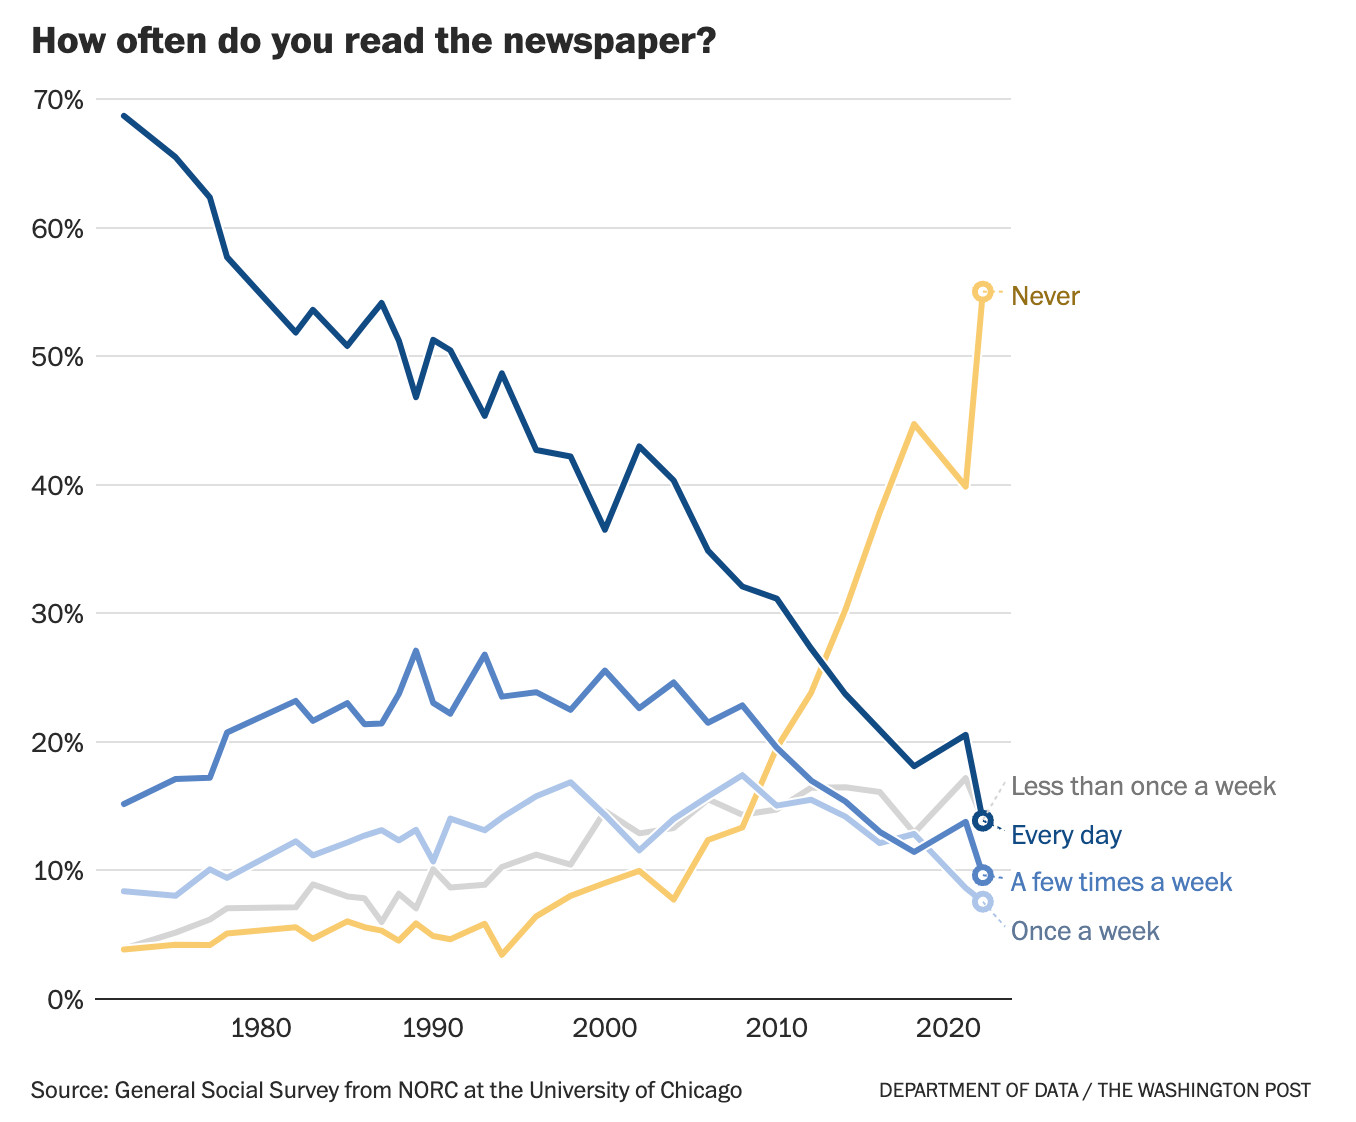 How often do you read the newspaper?
70%
60%
50%
40%
30%
20%
10%
0%
Never
Less than once a week
Every day
A few times a week
Once a week
1980 1990 2000 2010 2020
Source: General Social Survey from NORC at the University of Chicago
DEPARTMENT OF DATA / THE WASHINGTON POST